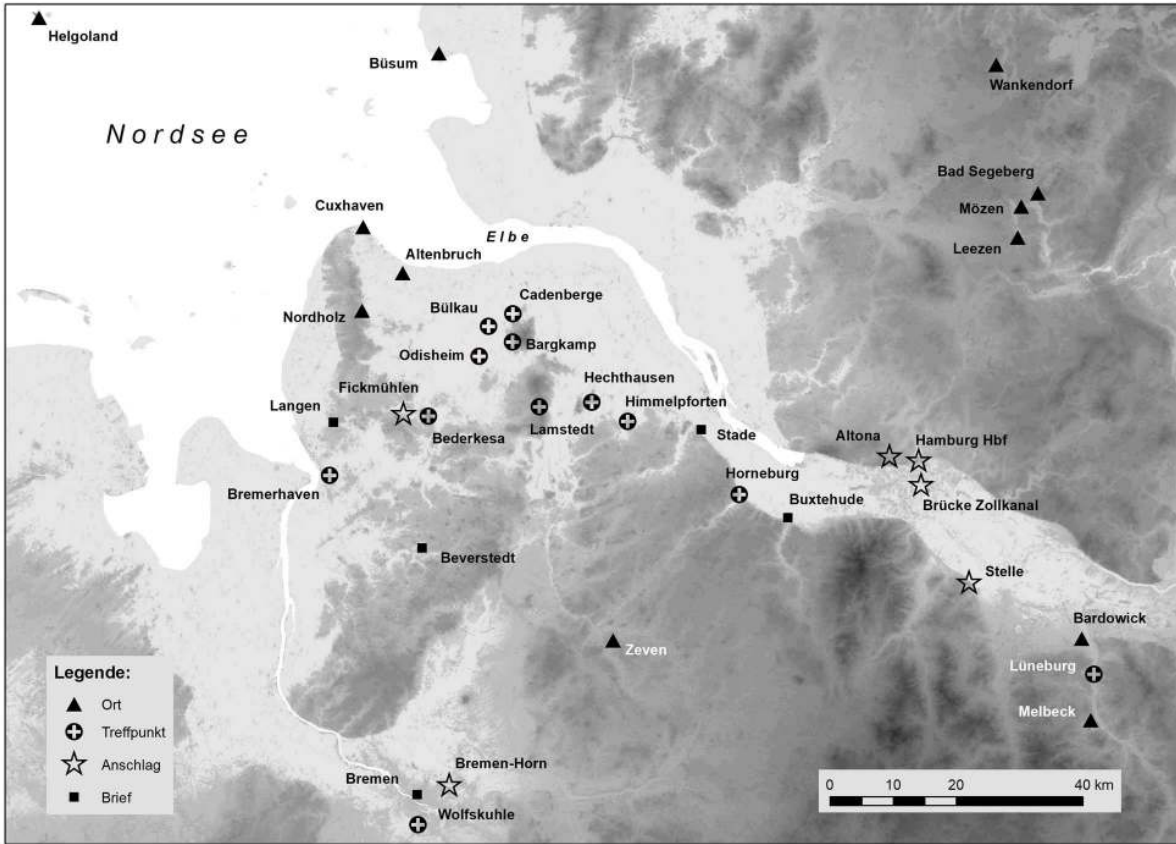 Helgoland
Büsum
Wankendorf
Nordsee
Bad Segeberg
Mözen
Cuxhaven
Elbe
Leezen
Altenbruch
Cadenberge
Bülkau
Nordholz
Bargkamp
Odisheim
Hechthausen
Fickmühlen
Himmelpforten
Langen
Bederkesa
Lamstedt
Stade
Altona
Hamburg Hbf
Horneburg
Bremerhaven
Buxtehude
Brücke Zollkanal
Beverstedt
Stelle
Bardowick
Zeven
Lüneburg
Melbeck
Legende:
Ort
Treffpunkt
Anschlag
Brief
Bremen-Horn
Bremen
Wolfskuhle
0 10 20 40 km